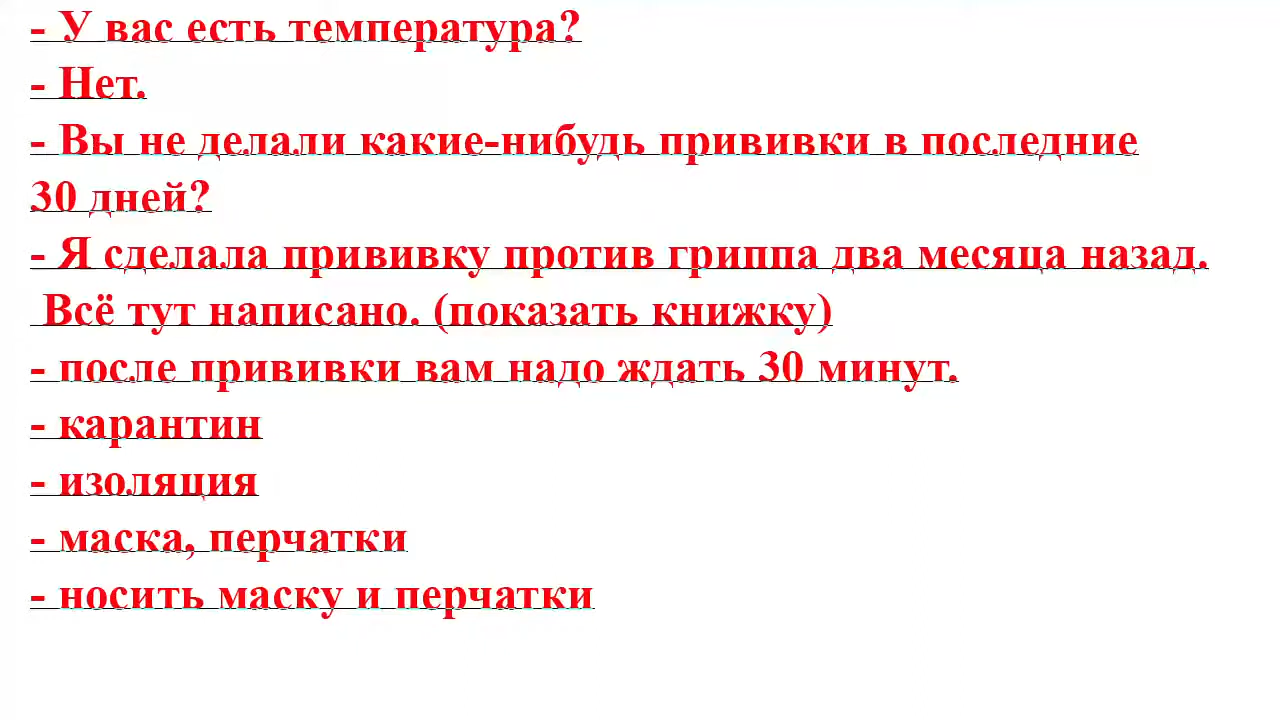 - У вас есть температура?
- Нет.
- Вы не делали какие-нибудь прививки в последние
30 дней?
- Я сделала прививку против гриппа два месяца назад.
Всё тут написано. (показать книжку)
- после прививки вам надо ждать 30 минут.
- карантин
- изоляция
- маска, перчатки
- носить маску и перчатки